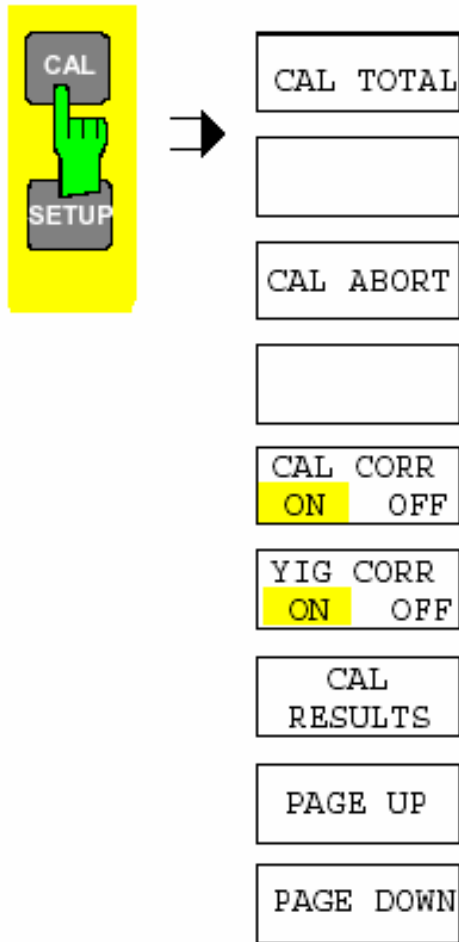 CAL
SETUP
CAL TOTAL
CAL ABORT
CAL CORR
ON OFF
YIG CORR
ON OFF
CAL
RESULTS
PAGE UP
PAGE DOWN